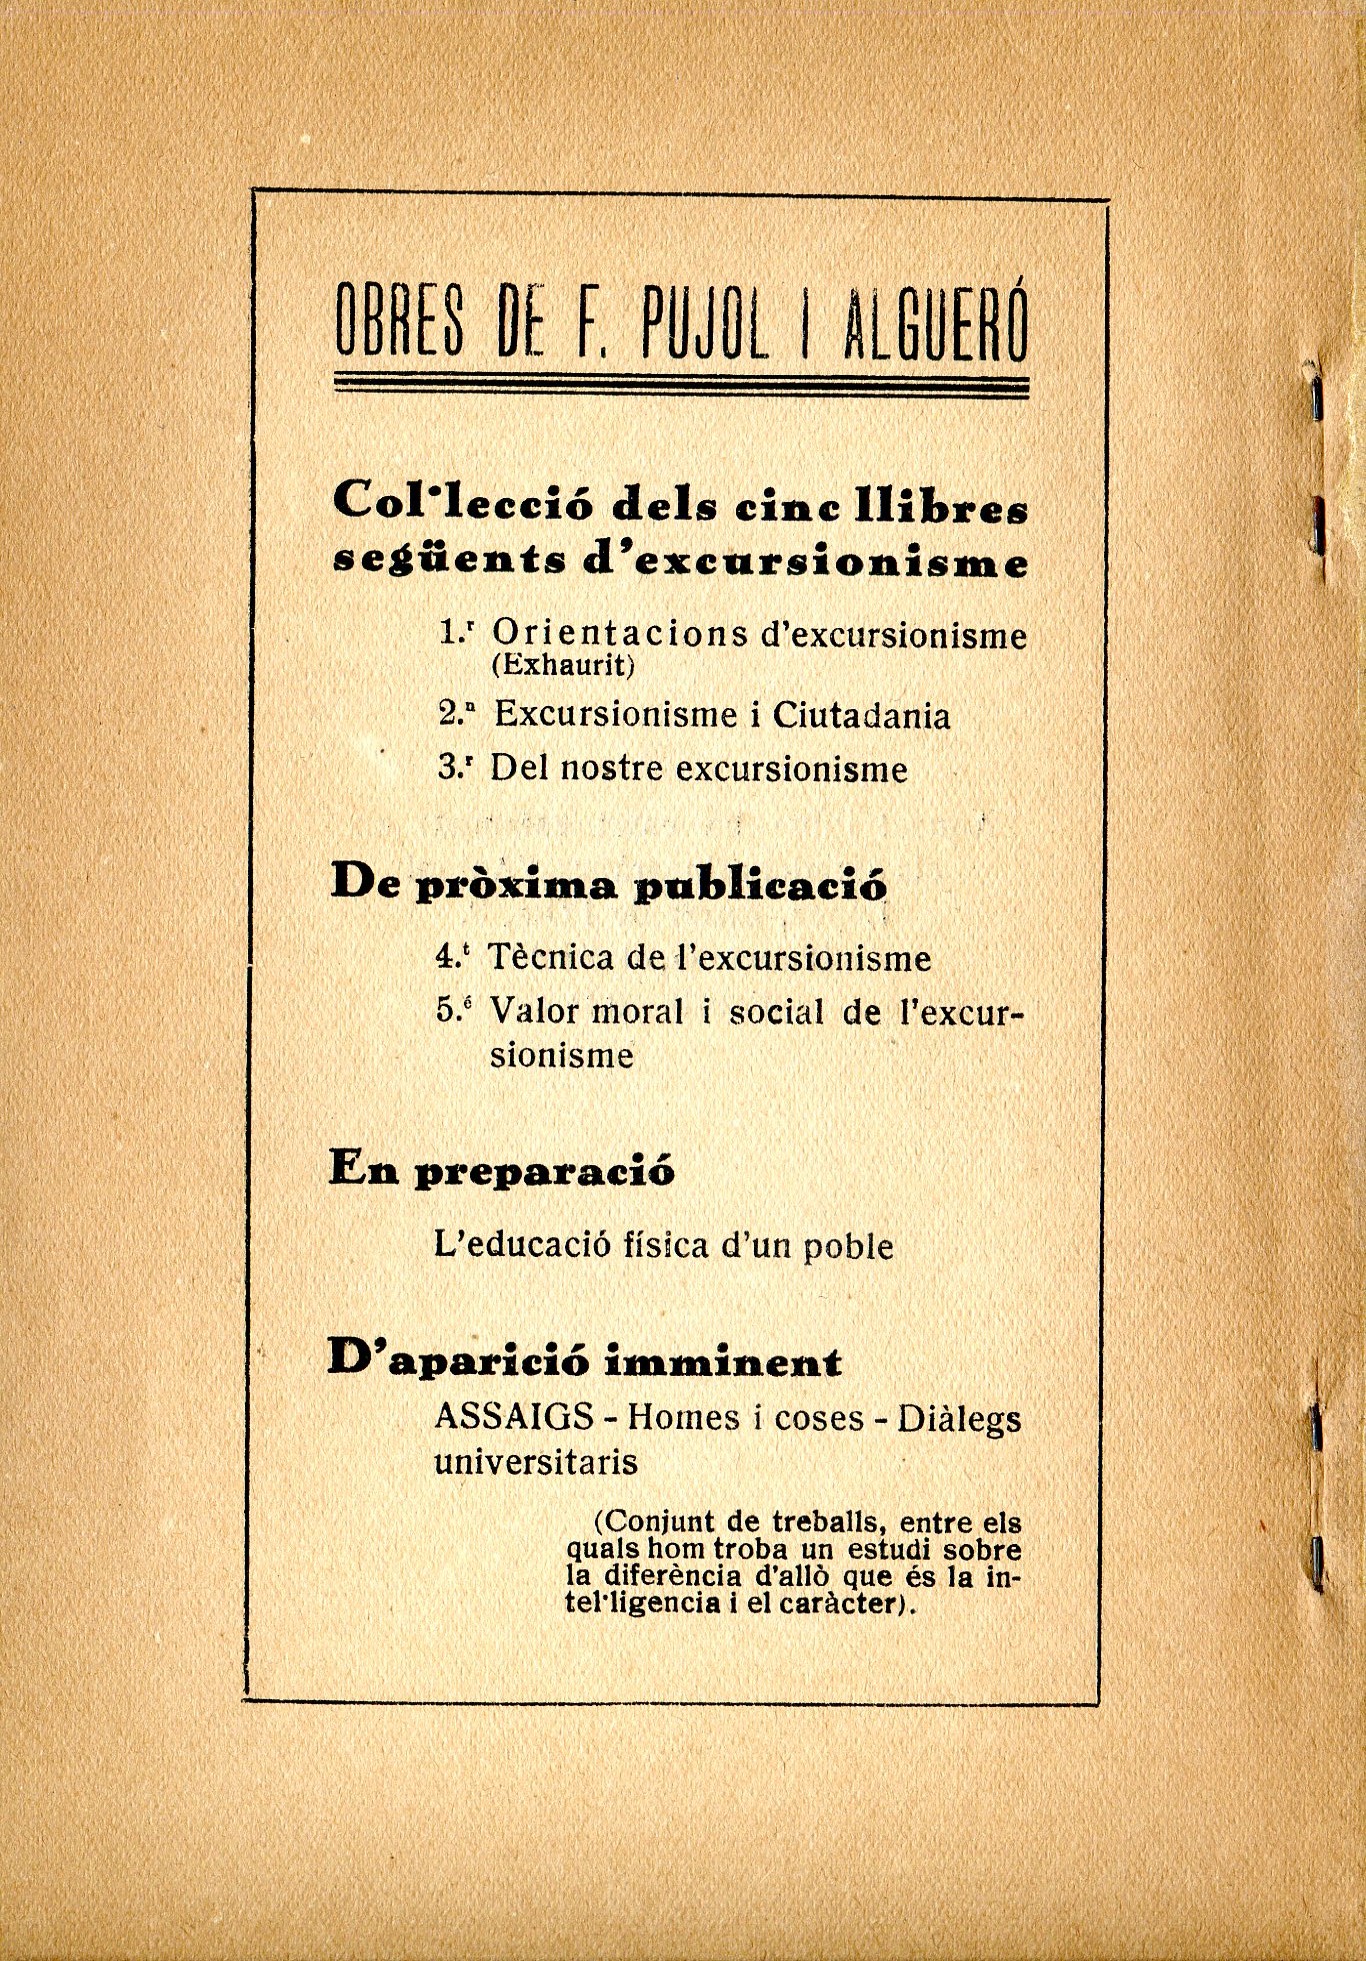 OBRES DE F. PUJOL I ALGUERÓ
Col·lecció dels cinc llibres
següents d'excursionisme
1.ʳ Orientacions d'excursionisme
(Exhaurit)
2.ⁿ Excursionisme i Ciutadania
3.ʳ Del nostre excursionisme
De pròxima publicació
4.ᵗ Tècnica de l'excursionisme
5.é Valor moral i social de l'excur-
sionisme
En preparació
L'educació física d'un poble
D'aparició imminent
ASSAIGS - Homes i coses - Diàlegs
universitaris
(Conjunt de treballs, entre els
quals hom troba un estudi sobre
la diferència d'allò que és la in-
tel·ligencia i el caràcter).